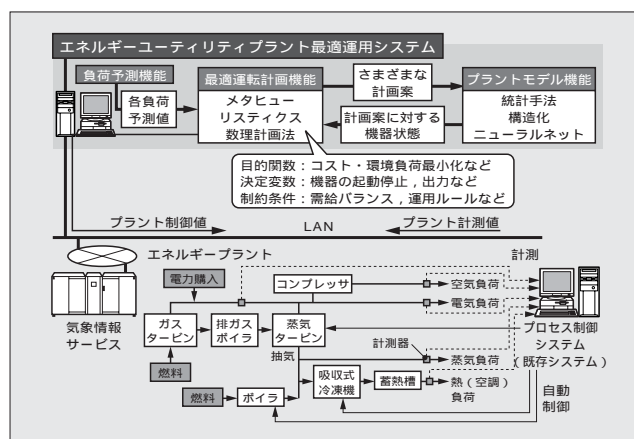 エネルギーユーティリティプラント最適運用システム
負荷予測機能
各負荷
予測値
最適運転計画機能
メタヒュー
リスティクス
数理計画法
さまざまな
計画案
計画案に対する
機器状態
プラントモデル機能
統計手法
構造化
ニューラルネット
目的関数：コスト・環境負荷最小化など
決定変数：機器の起動停止，出力など
制約条件：需給バランス，運用ルールなど
プラント制御値
LAN
プラント計測値
気象情報
サービス
エネルギープラント
計測
電力購入
コンプレッサ
空気負荷
電気負荷
ガス
タービン
排ガス
ボイラ
蒸気
タービン
プロセス制御
システム
（既存システム）
計測器
抽気
蒸気負荷
燃料
吸収式
冷凍機
蓄熱槽
熱（空調）
負荷
燃料
ボイラ
自動
制御